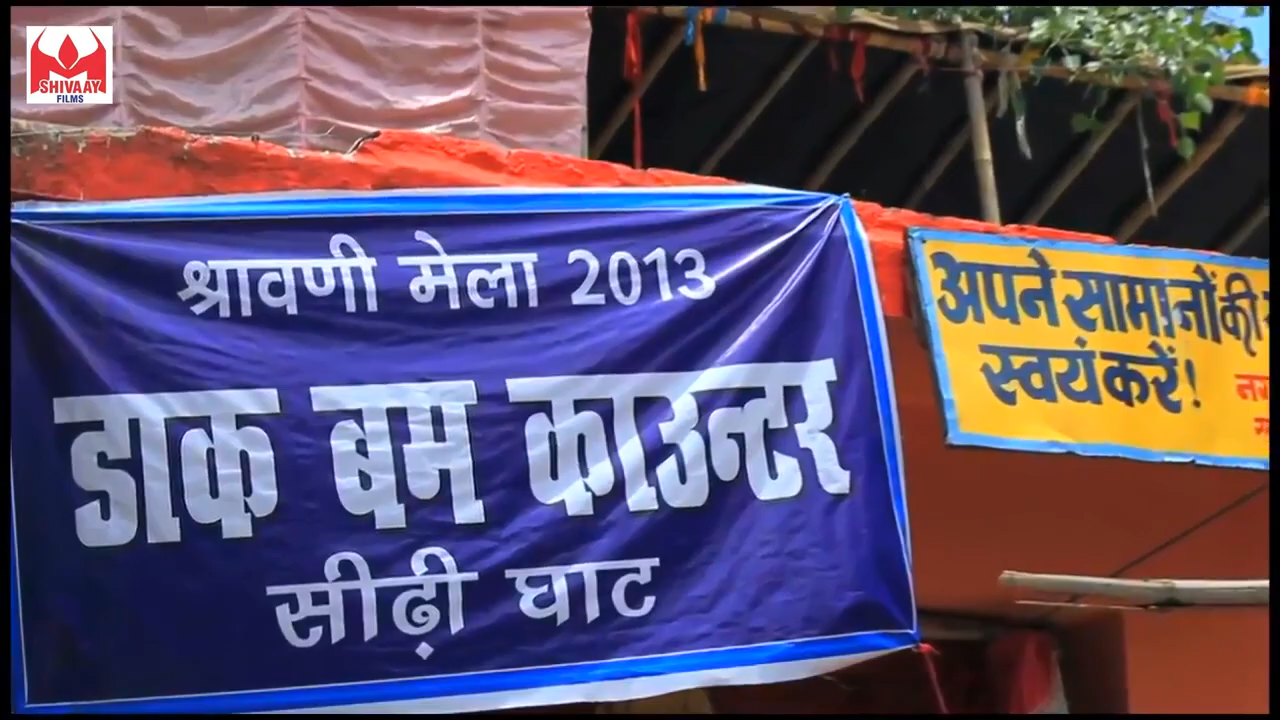 SHIVAAY
FILMS
श्रावणी मेला 2013
डाक बम काउन्टर
सीढ़ी घाट
अपने सामानों की
स्वयं करें!